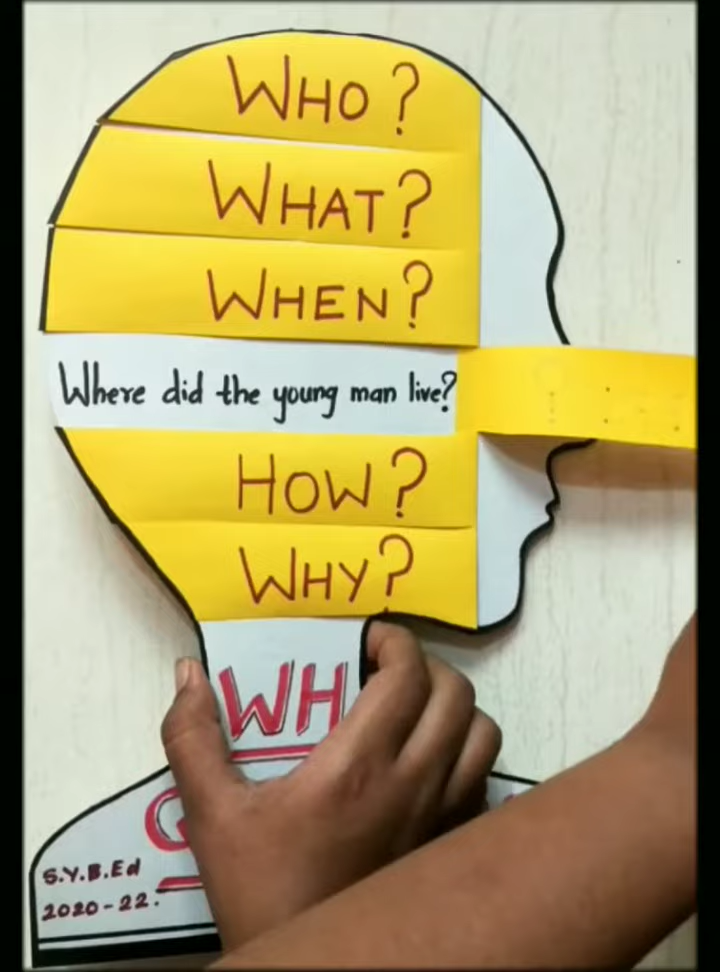 WHO?
WHAT?
WHEN?
Where did the young man live?
HOW?
WHY?
WH
S.Y.B.Ed
2020-22.